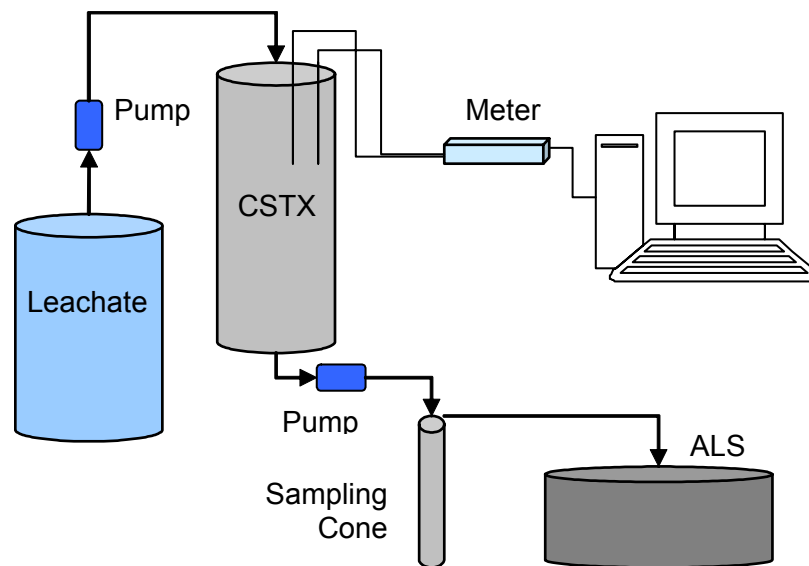 Pump
Meter
CSTX
Leachate
Pump
ALS
Sampling
Cone